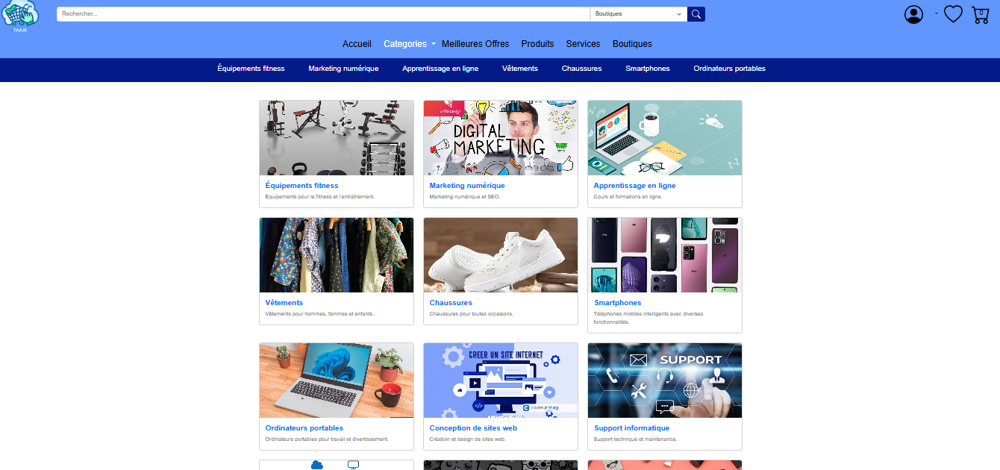 TAAJR
Rechercher...
Boutiques
0
Accueil Categories Meilleures Offres Produits Services Boutiques
Équipements fitness Marketing numérique Apprentissage en ligne Vêtements Chaussures Smartphones Ordinateurs portables
DIGITAL
MARKETING
Équipements fitness
Équipements pour le fitness et l'entraînement.
Marketing numérique
Marketing numérique et SEO.
Apprentissage en ligne
Cours et formations en ligne.
Vêtements
Vêtements pour hommes, femmes et enfants.
Chaussures
Chaussures pour toutes occasions.
Smartphones
Téléphones mobiles intelligents avec diverses
fonctionnalités.
CREER UN SITE INTERNET
codeur mag
SUPPORT
Ordinateurs portables
Ordinateurs portables pour travail et divertissement.
Conception de sites web
Création et design de sites web.
Support informatique
Support technique et maintenance.